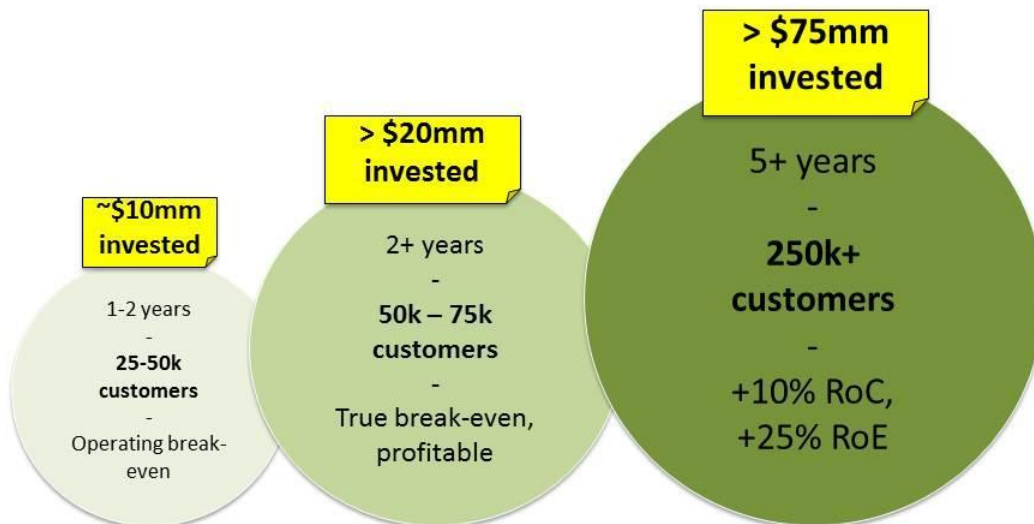 ~$10mm
invested
1-2 years
-
25-50k
customers
-
Operating break-
even
> $20mm
invested
2+ years
-
50k – 75k
customers
-
True break-even,
profitable
> $75mm
invested
5+ years
-
250k+
customers
-
+10% RoC,
+25% RoE